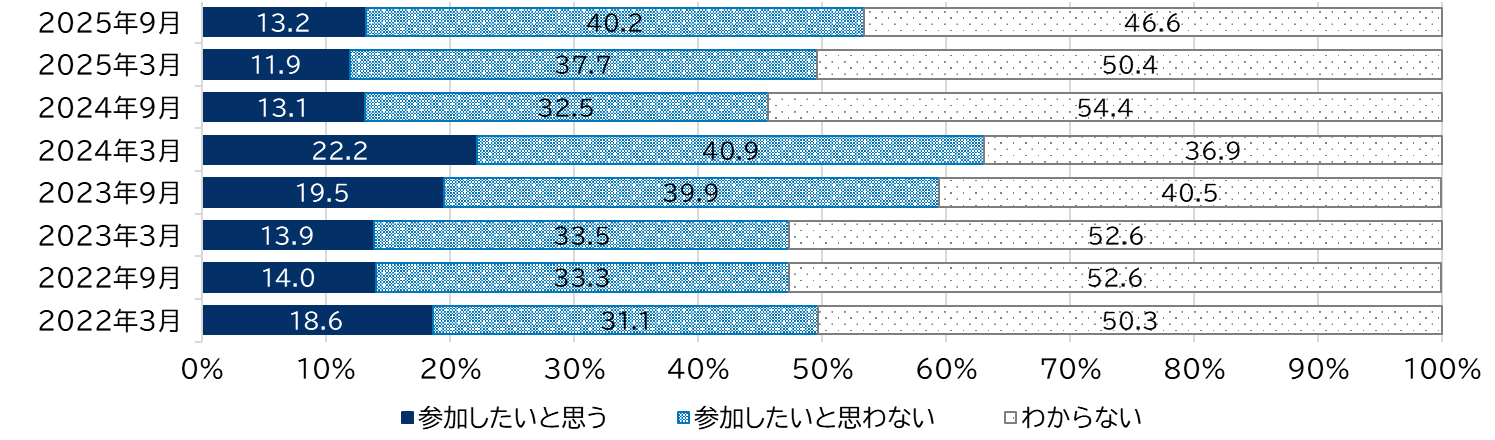 2025年9月 13.2 40.2 46.6
2025年3月 11.9 37.7 50.4
2024年9月 13.1 32.5 54.4
2024年3月 22.2 40.9 36.9
2023年9月 19.5 39.9 40.5
2023年3月 13.9 33.5 52.6
2022年9月 14.0 33.3 52.6
2022年3月 18.6 31.1 50.3
0% 10% 20% 30% 40% 50% 60% 70% 80% 90% 100%
参加したいと思う 参加したいと思わない わからない